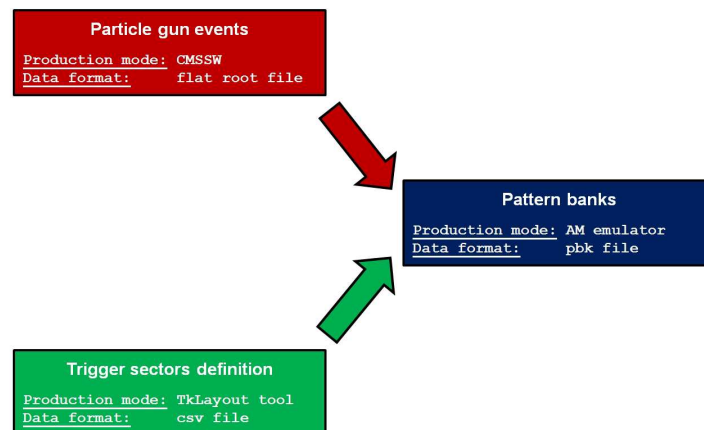 Particle gun events
Production mode: CMSSW
Data format: flat root file
Pattern banks
Production mode: AM emulator
Data format: pbk file
Trigger sectors definition
Production mode: TkLayout tool
Data format: csv file